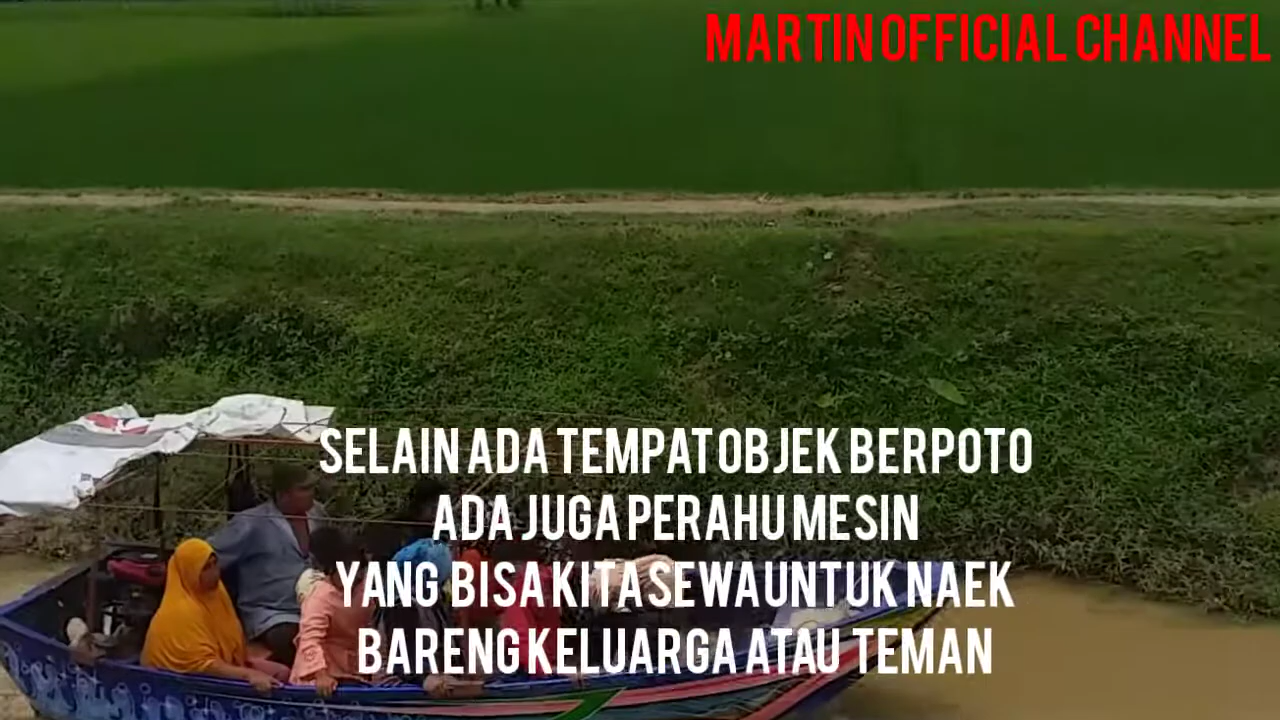 MARTIN OFFICIAL CHANNEL
SELAIN ADA TEMPAT OBJEK BERPOTO
ADA JUGA PERAHU MESIN
YANG BISA KITA SEWA UNTUK NAEK
BARENG KELUARGA ATAU TEMAN